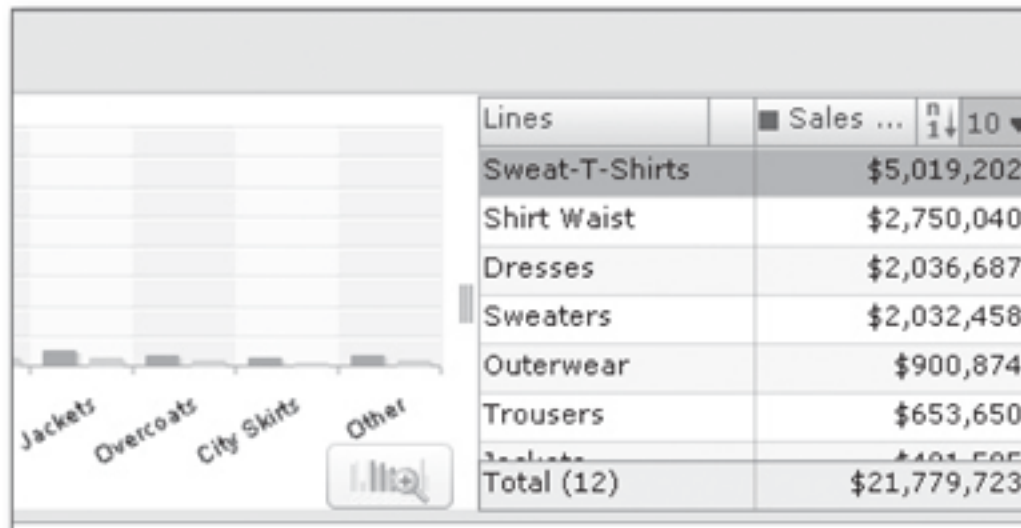 Lines Sales ... n 1 10
Sweat-T-Shirts $5,019,202
Shirt Waist $2,750,040
Dresses $2,036,687
Sweaters $2,032,458
Outerwear $900,874
Trousers $653,650
Total (12) $21,779,723
Jackets Overcoats City Skirts Other